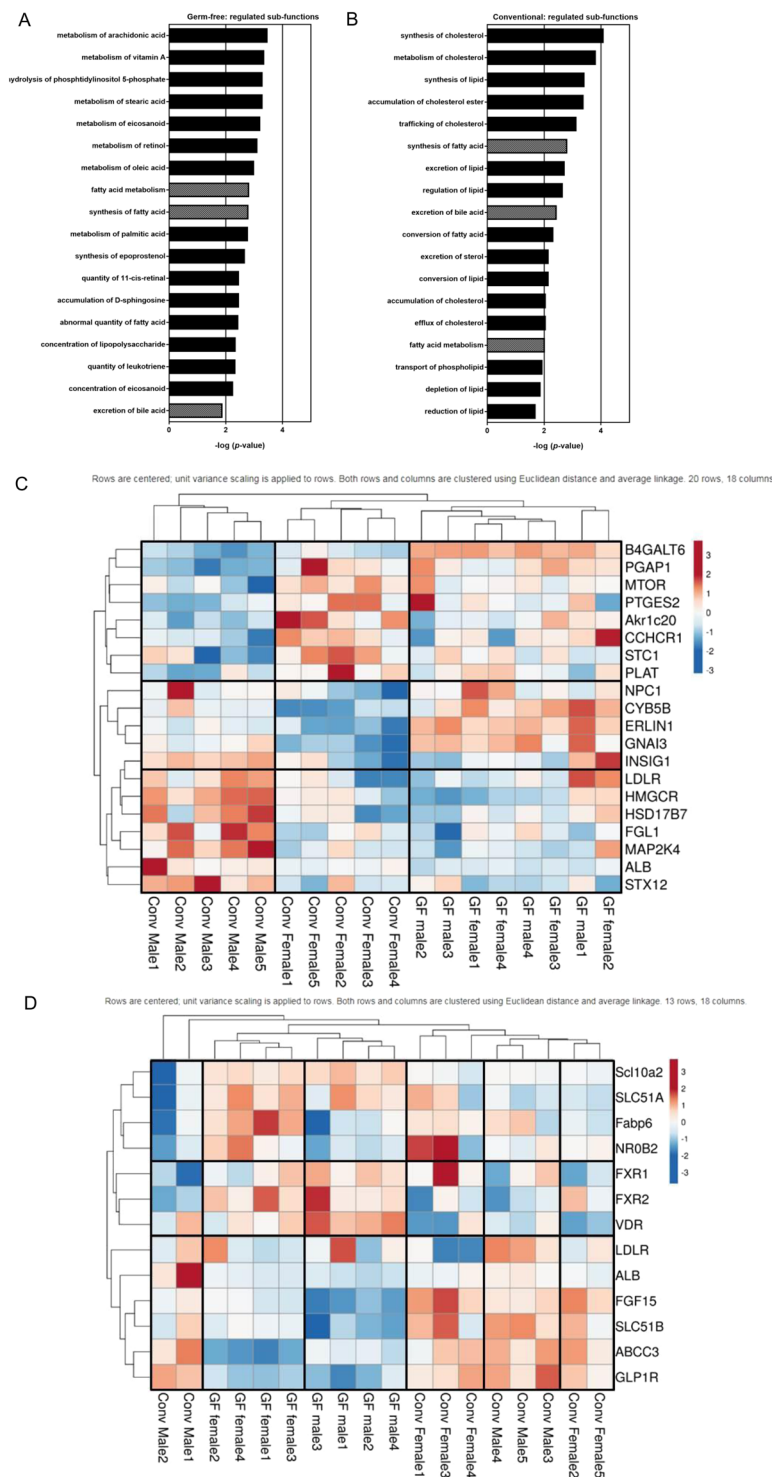 A
Germ-free: regulated sub-functions
metabolism of arachidonic acid
metabolism of vitamin A
hydrolysis of phosphtidylinositol 5-phosphate
metabolism of stearic acid
metabolism of eicosanoid
metabolism of retinol
metabolism of oleic acid
fatty acid metabolism
synthesis of fatty acid
metabolism of palmitic acid
synthesis of epoprostenol
quantity of 11-cis-retinal
accumulation of D-sphingosine
abnormal quantity of fatty acid
concentration of lipopolysaccharide
quantity of leukotriene
concentration of eicosanoid
excretion of bile acid
0 2 4
-log (p-value)
B
Conventional: regulated sub-functions
synthesis of cholesterol
metabolism of cholesterol
synthesis of lipid
accumulation of cholesterol ester
trafficking of cholesterol
synthesis of fatty acid
excretion of lipid
regulation of lipid
excretion of bile acid
conversion of fatty acid
excretion of sterol
conversion of lipid
accumulation of cholesterol
efflux of cholesterol
fatty acid metabolism
transport of phospholipid
depletion of lipid
reduction of lipid
0 2 4
-log (p-value)
C
Rows are centered; unit variance scaling is applied to rows. Both rows and columns are clustered using Euclidean distance and average linkage. 20 rows, 18 columns
B4GALT6
PGAP1
MTOR
PTGES2
Akr1c20
CCHCR1
STC1
PLAT
NPC1
CYB5B
ERLIN1
GNAI3
INSIG1
LDLR
HMGCR
HSD17B7
FGL1
MAP2K4
ALB
STX12
3
2
1
0
-1
-2
-3
Conv Male1
Conv Male2
Conv Male3
Conv Male4
Conv Male5
Conv Female1
Conv Female5
Conv Female2
Conv Female3
Conv Female4
GF male2
GF male3
GF female1
GF female4
GF male4
GF female3
GF male1
GF female2
D
Rows are centered; unit variance scaling is applied to rows. Both rows and columns are clustered using Euclidean distance and average linkage. 13 rows, 18 columns.
Scl10a2
SLC51A
Fabp6
NR0B2
FXR1
FXR2
VDR
LDLR
ALB
FGF15
SLC51B
ABCC3
GLP1R
3
2
1
0
-1
-2
-3
Conv Male2
Conv Male1
GF female2
GF female4
GF female1
GF female3
GF male3
GF male1
GF male2
GF male4
Conv Female1
Conv Female3
Conv Female4
Conv Male4
Conv Male5
Conv Male3
Conv Female2
Conv Female5